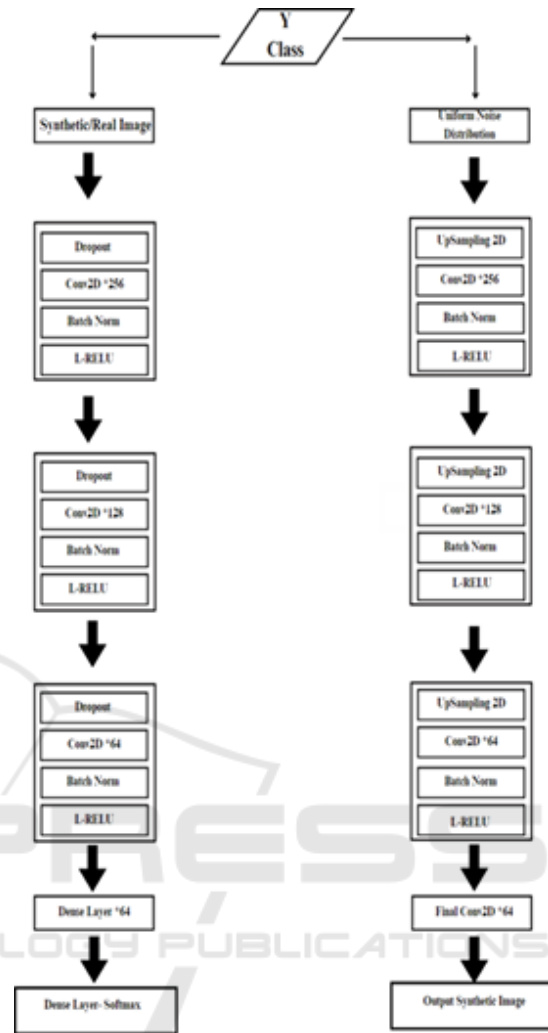 Y
Class
Synthetic/Real Image
Dropout
Conv2D *256
Batch Norm
L-RELU
Dropout
Conv2D *128
Batch Norm
L-RELU
Dropout
Conv2D *64
Batch Norm
L-RELU
Dense Layer *64
Dense Layer- Softmax
Uniform Noise
Distribution
UpSampling 2D
Conv2D *256
Batch Norm
L-RELU
UpSampling 2D
Conv2D *128
Batch Norm
L-RELU
UpSampling 2D
Conv2D *64
Batch Norm
L-RELU
Final Conv2D *64
Output Synthetic Image
PRESS
LOGY PUBLICATIONS